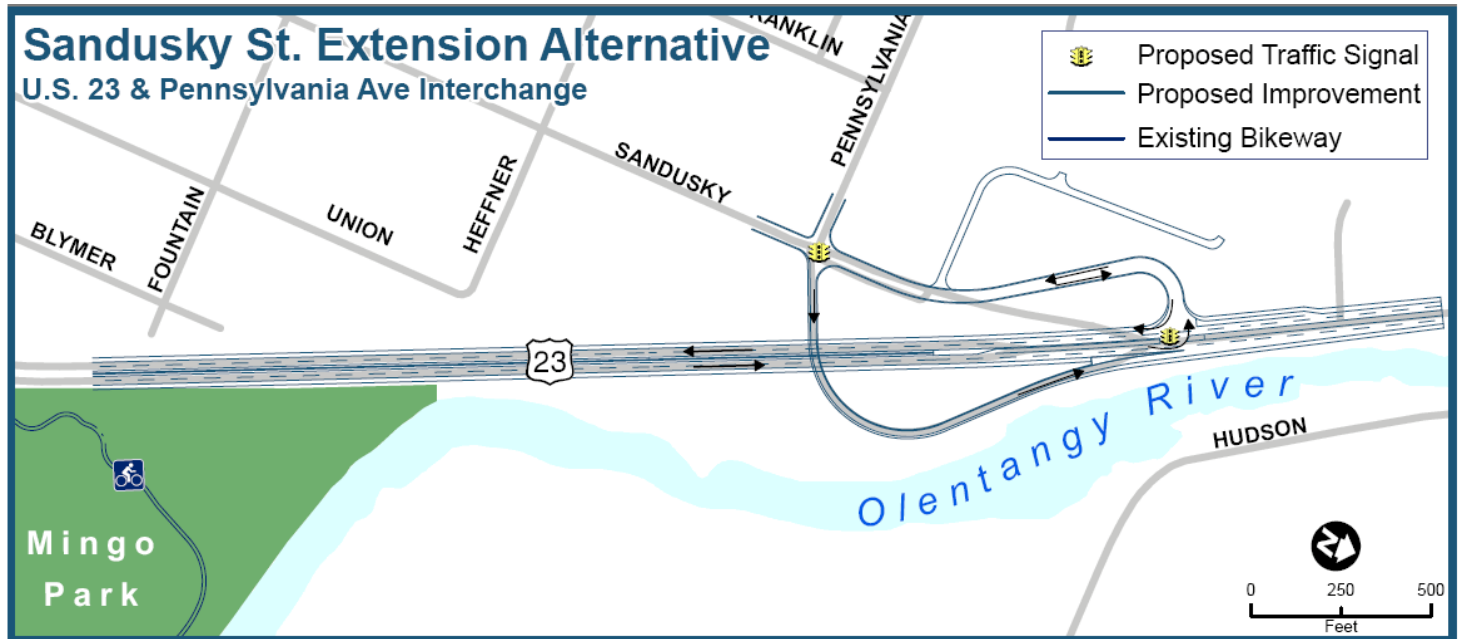 Sandusky St. Extension Alternative
U.S. 23 & Pennsylvania Ave Interchange
RANKLIN
PENNSYLVANIA
Proposed Traffic Signal
Proposed Improvement
Existing Bikeway
SANDUSKY
HEFFNER
FOUNTAIN
UNION
BLYMER
23
Olentangy River
HUDSON
Mingo
Park
N
0 250 500
Feet